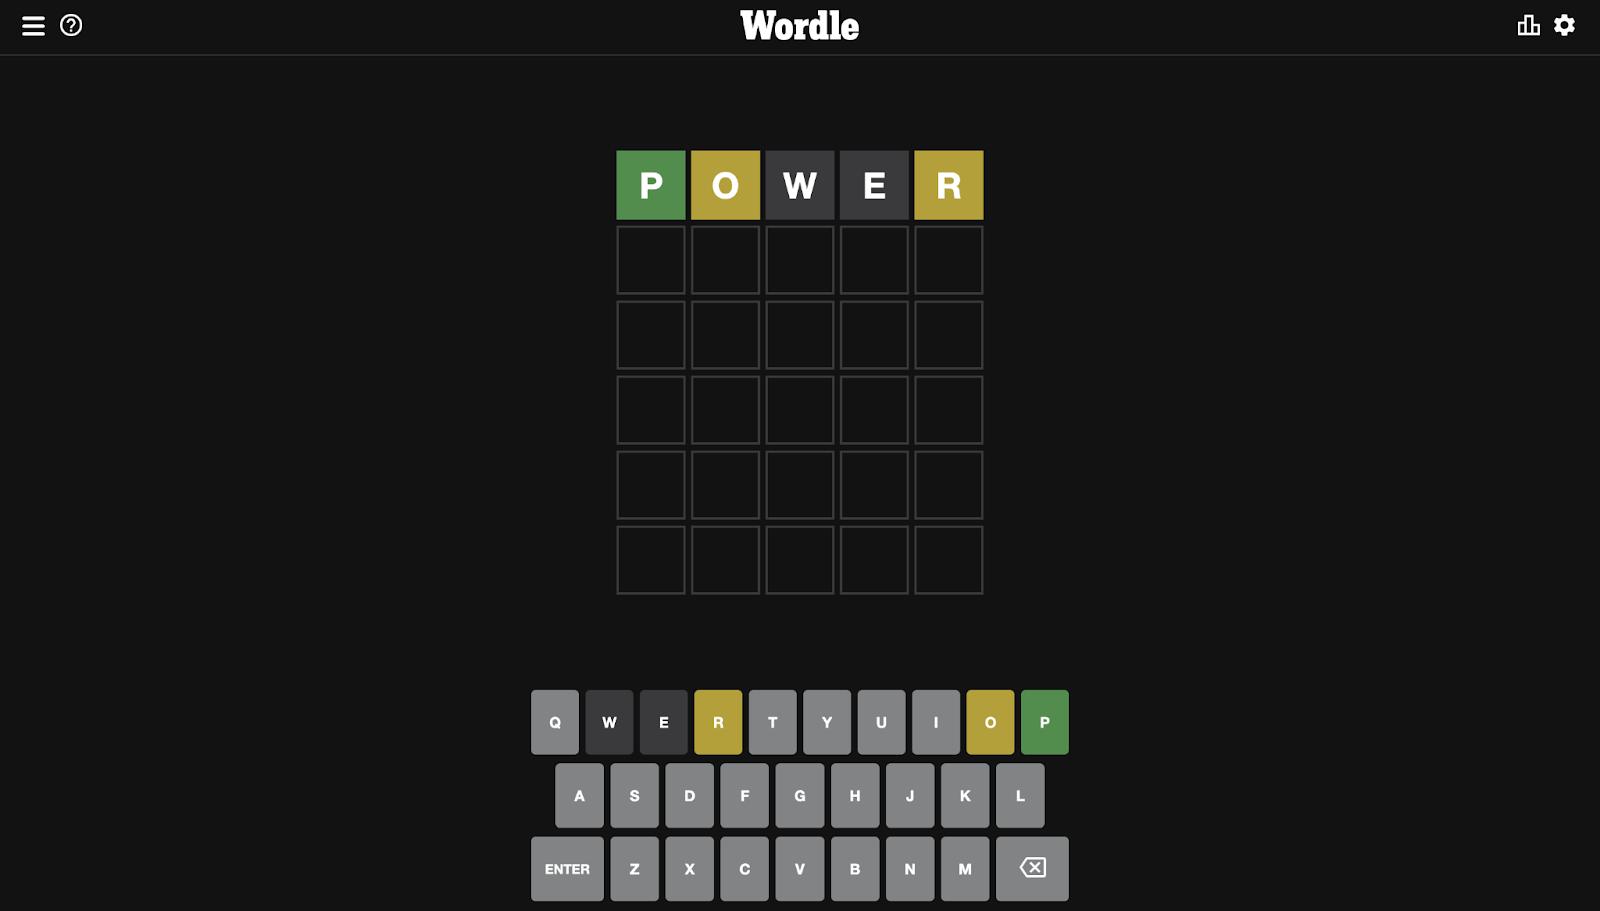 Wordle
P O W E R
Q W E R T Y U I O P
A S D F G H J K L
ENTER Z X C V B N M